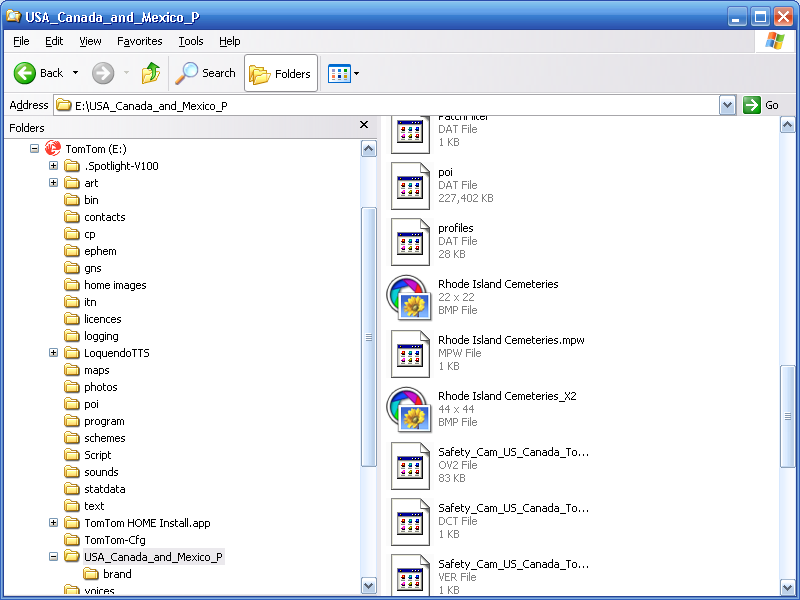 USA_Canada_and_Mexico_P
File Edit View Favorites Tools Help
Back Search Folders
Address E:\USA_Canada_and_Mexico_P Go
Folders
TomTom (E:)
.Spotlight-V100
art
bin
contacts
cp
ephem
gns
home images
itn
licences
logging
LoquendoTTS
maps
photos
poi
program
schemes
Script
sounds
statdata
text
TomTom HOME Install.app
TomTom-Cfg
USA_Canada_and_Mexico_P
brand
voices
PatchFilter
DAT File
1 KB
poi
DAT File
227,402 KB
profiles
DAT File
28 KB
Rhode Island Cemeteries
22 x 22
BMP File
Rhode Island Cemeteries.mpw
MPW File
1 KB
Rhode Island Cemeteries_X2
44 x 44
BMP File
Safety_Cam_US_Canada_To...
OV2 File
83 KB
Safety_Cam_US_Canada_To...
DCT File
1 KB
Safety_Cam_US_Canada_To...
VER File
1 KB